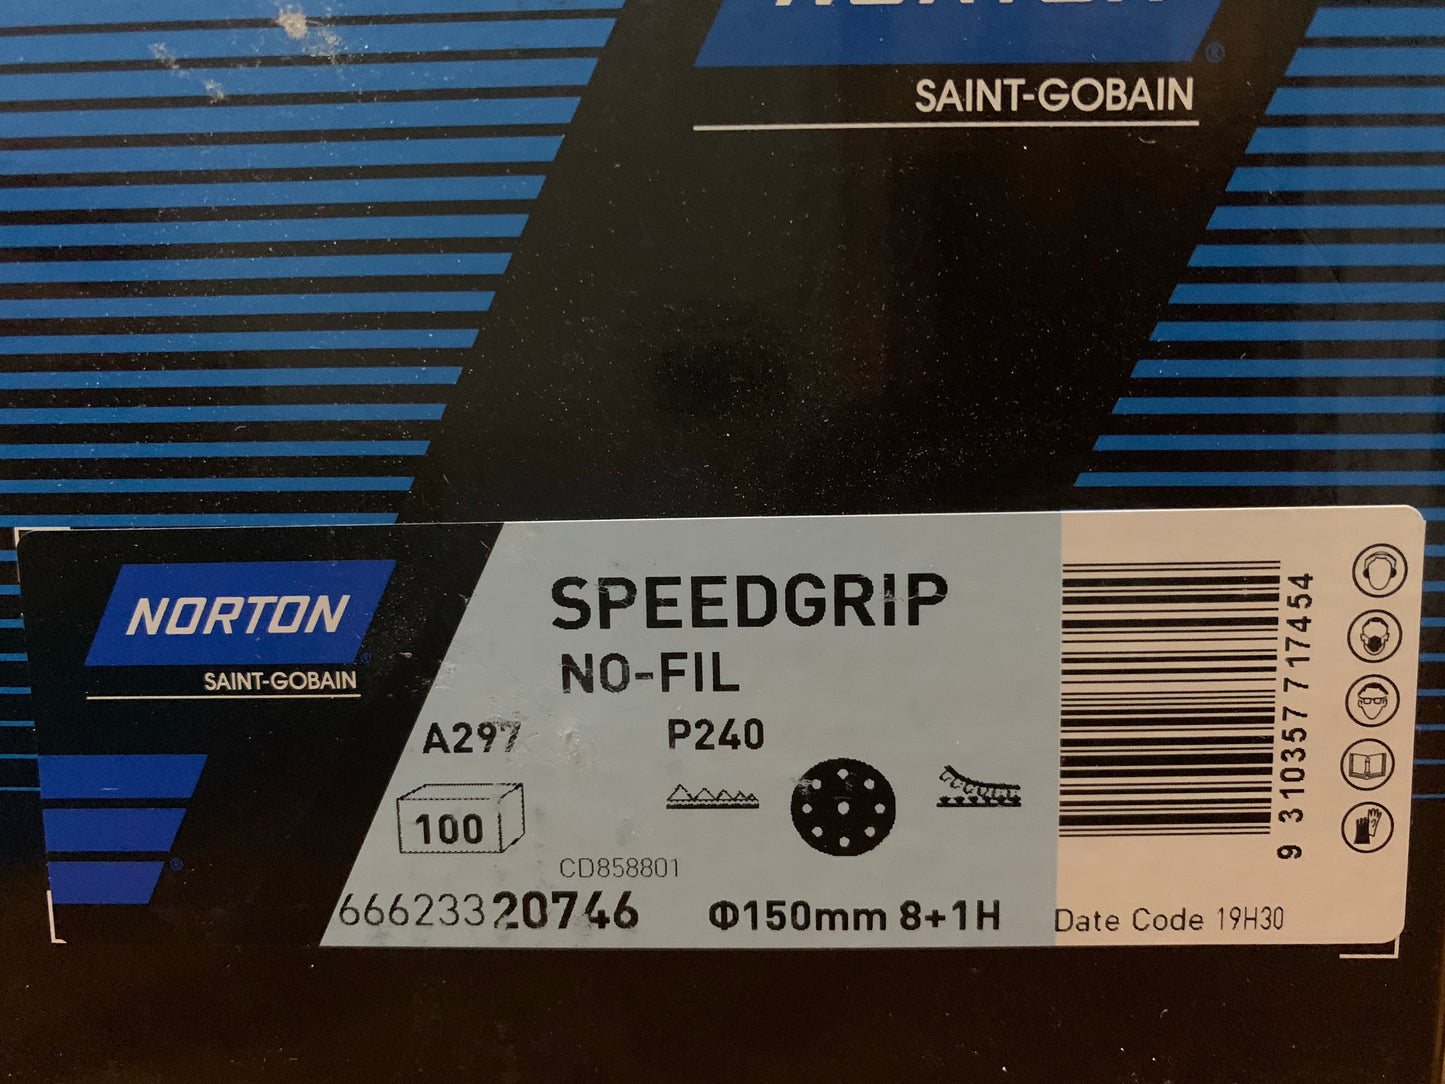 NORTON
®
SAINT-GOBAIN
NORTON
®
SAINT-GOBAIN
®
SPEEDGRIP
NO-FIL
A297
P240
100
CD858801
66623320746
Φ150mm 8+1H
9 310357 717454
Date Code 19H30